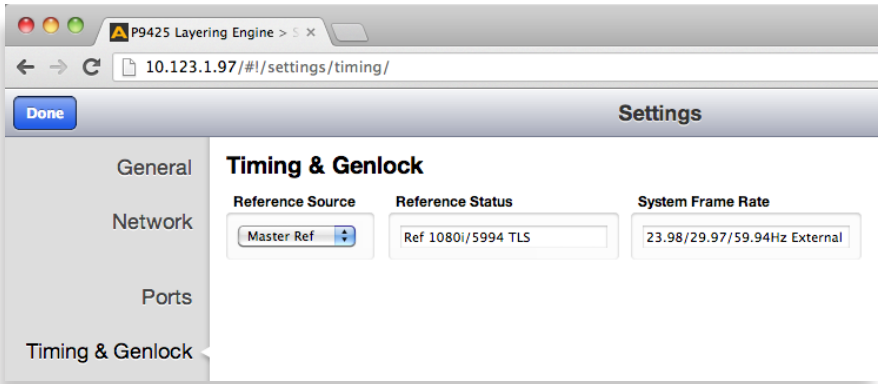 P9425 Layering Engine > S
10.123.1.97/#!/settings/timing/
Done
Settings
General
Network
Ports
Timing & Genlock
Timing & Genlock
Reference Source
Reference Status
System Frame Rate
Master Ref
Ref 1080i/5994 TLS
23.98/29.97/59.94Hz External